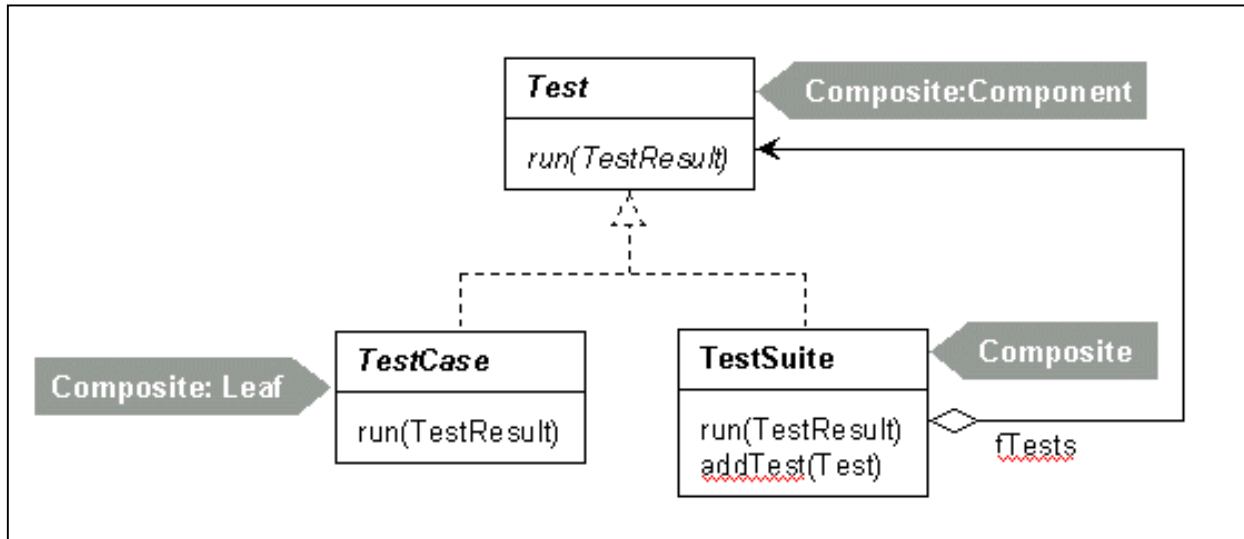 Test
Composite:Component
run(TestResult)
TestCase
Composite: Leaf
run(TestResult)
TestSuite
Composite
run(TestResult)
addTest(Test)
fTests